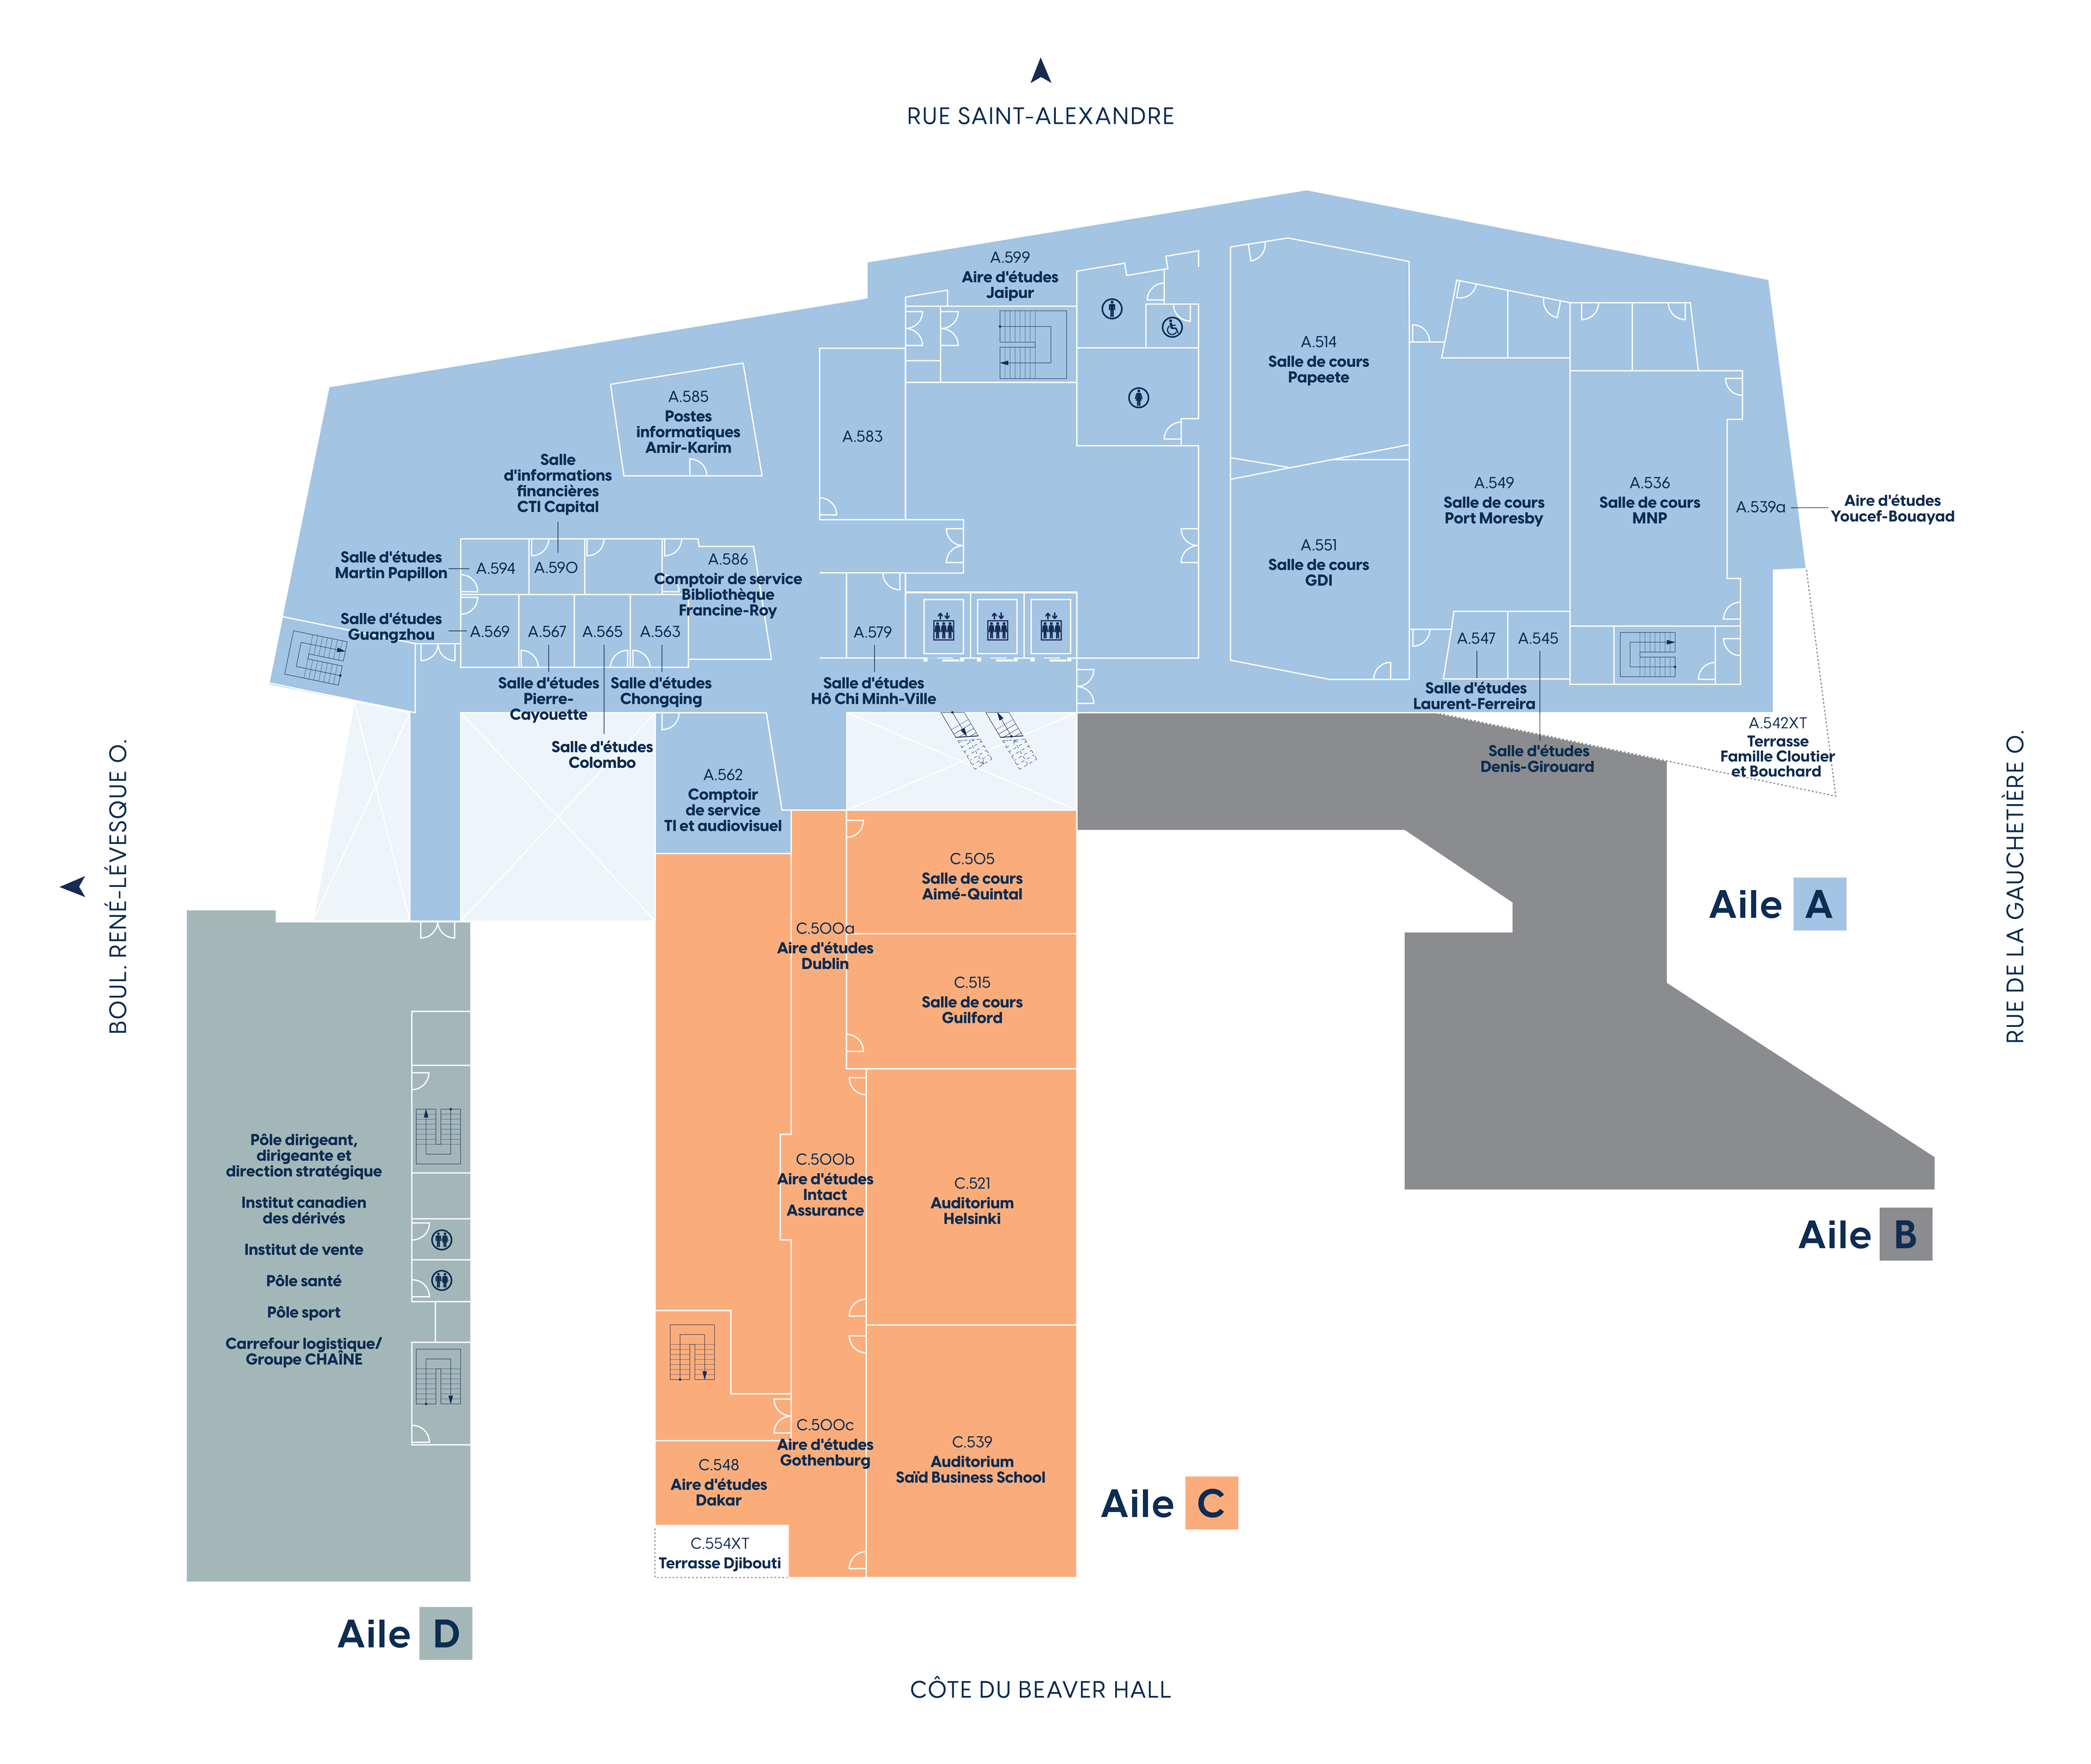 RUE SAINT-ALEXANDRE
A.599
Aire d'études
Jaipur
A.514
Salle de cours
Papeete
A.585
Postes
informatiques
Amir-Karim
A.583
Salle
d'informations
financières
CTI Capital
A.549
Salle de cours
Port Moresby
A.536
Salle de cours
MNP
A.539a
Aire d'études
Youcef-Bouayad
A.551
Salle de cours
GDI
Salle d'études
Martin Papillon
A.594
A.590
A.586
Comptoir de service
Bibliothèque
Francine-Roy
Salle d'études
Guangzhou
A.569
A.567
A.565
A.563
A.579
A.547
A.545
Salle d'études
Pierre-
Cayouette
Salle d'études
Chongqing
Salle d'études
Hô Chi Minh-Ville
Salle d'études
Laurent-Ferreira
Salle d'études
Colombo
Salle d'études
Denis-Girouard
A.542XT
Terrasse
Famille Cloutier
et Bouchard
A.562
Comptoir
de service
TI et audiovisuel
BOUL. RENÉ-LÉVESQUE O.
RUE DE LA GAUCHETIÈRE O.
C.505
Salle de cours
Aimé-Quintal
Aile A
C.500a
Aire d'études
Dublin
C.515
Salle de cours
Guilford
Pôle dirigeant,
dirigeante et
direction stratégique
Institut canadien
des dérivés
Institut de vente
Pôle santé
Pôle sport
Carrefour logistique/
Groupe CHAÎNE
C.500b
Aire d'études
Intact
Assurance
C.521
Auditorium
Helsinki
Aile B
C.500c
Aire d'études
Gothenburg
C.539
Auditorium
Saïd Business School
C.548
Aire d'études
Dakar
Aile C
C.554XT
Terrasse Djibouti
Aile D
CÔTE DU BEAVER HALL